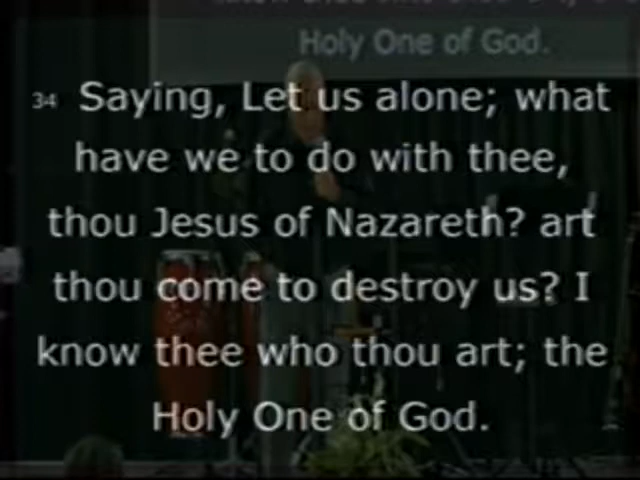 Holy One of God.
34 Saying, Let us alone; what
have we to do with thee,
thou Jesus of Nazareth? art
thou come to destroy us? I
know thee who thou art; the
Holy One of God.